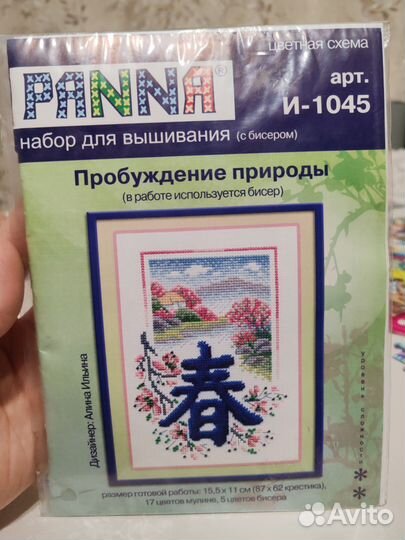 цветная схема
PANNA®
арт.
И-1045
набор для вышивания (с бисером)
Пробуждение природы
(в работе используется бисер)
春
Дизайнер: Алина Ильина
уровень сложности
**
размер готовой работы: 15,5 х 11 см (87 х 62 крестика),
17 цветов мулине, 5 цветов бисера
Avito